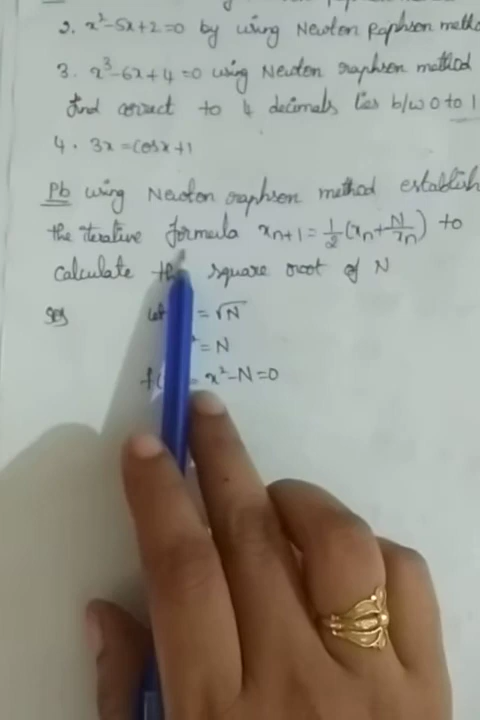 2. x²-5x+2=0 by using Newton Raphson
3. x³-6x+4=0 using Newton raphson method
find correct to 4 decimals lies b/w 0 to 1
4. 3x = cosx+1
Pb using Newton raphson method establish
the iterative formula xₙ₊₁ = 1/2 (xₙ + N/xₙ) to
calculate square root of N
Sol let = √N
² = N
f( = x²-N=0